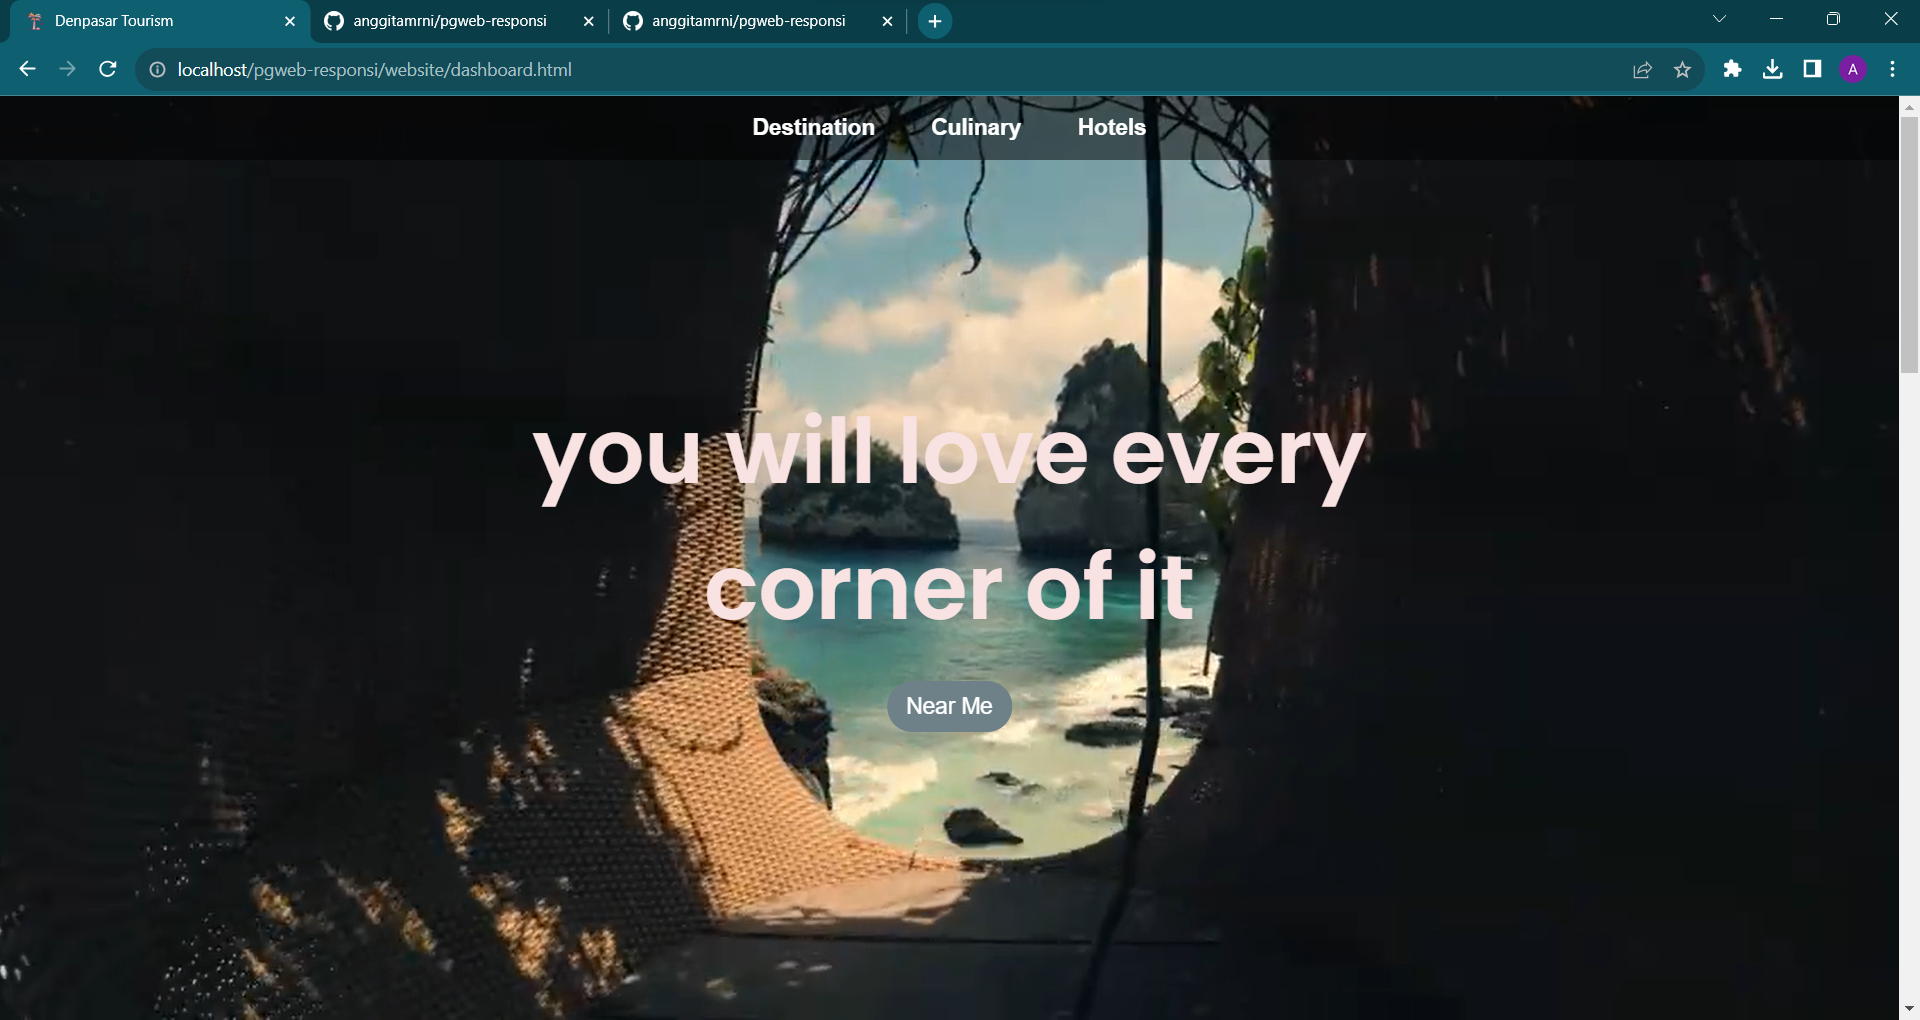 Denpasar Tourism
anggitamrni/pgweb-responsi
anggitamrni/pgweb-responsi
localhost/pgweb-responsi/website/dashboard.html
A
Destination Culinary Hotels
you will love every
corner of it
Near Me